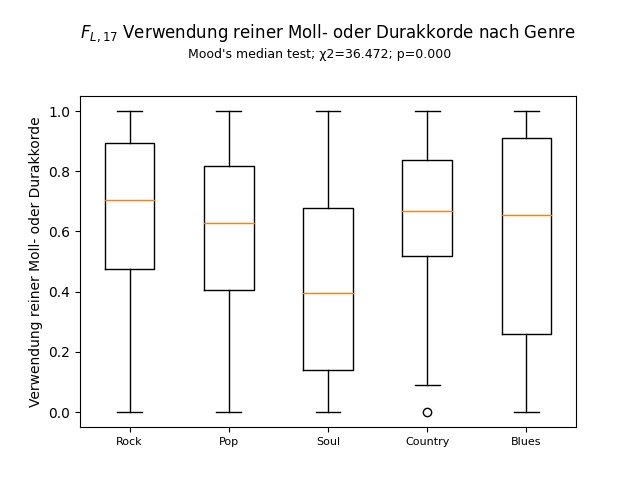 F_{L,17} Verwendung reiner Moll- oder Durakkorde nach Genre
Mood's median test; χ2=36.472; p=0.000
Verwendung reiner Moll- oder Durakkorde
1.0
0.8
0.6
0.4
0.2
0.0
Rock Pop Soul Country Blues